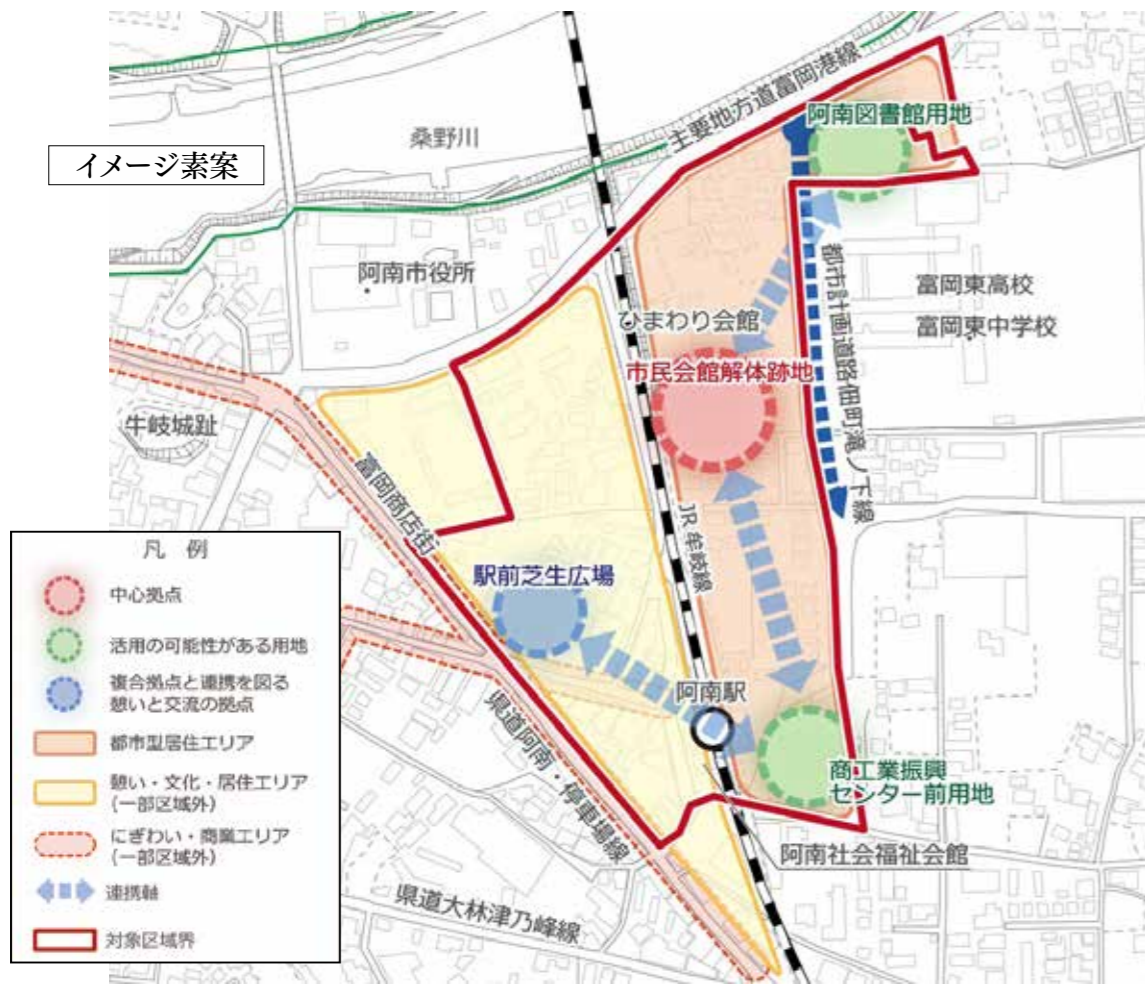 イメージ素案
桑野川
主要地方道富岡港線
阿南図書館用地
阿南市役所
ひまわり会館
富岡東高校
富岡東中学校
市民会館解体跡地
都市計画道路佃町滝ノ下線
牛岐城趾
富岡商店街
JR 牟岐線
駅前芝生広場
阿南駅
商工業振興
センター前用地
県道阿南・停車場線
阿南社会福祉会館
県道大林津乃峰線
凡 例
中心拠点
活用の可能性がある用地
複合拠点と連携を図る
憩いと交流の拠点
都市型居住エリア
憩い・文化・居住エリア
(一部区域外)
にぎわい・商業エリア
(一部区域外)
連携軸
対象区域界